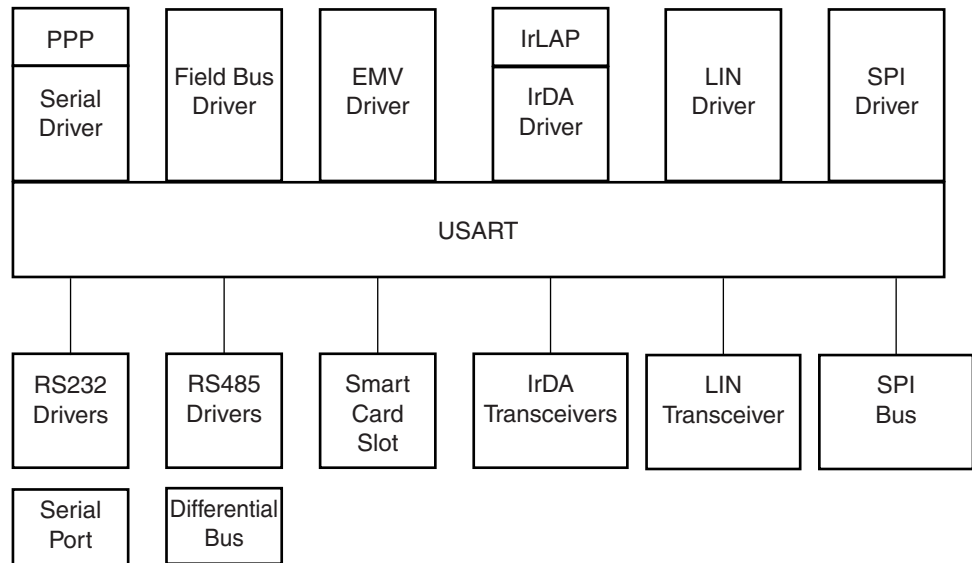 PPP
Serial
Driver
Field Bus
Driver
EMV
Driver
IrLAP
IrDA
Driver
LIN
Driver
SPI
Driver
USART
RS232
Drivers
RS485
Drivers
Smart
Card
Slot
IrDA
Transceivers
LIN
Transceiver
SPI
Bus
Serial
Port
Differential
Bus